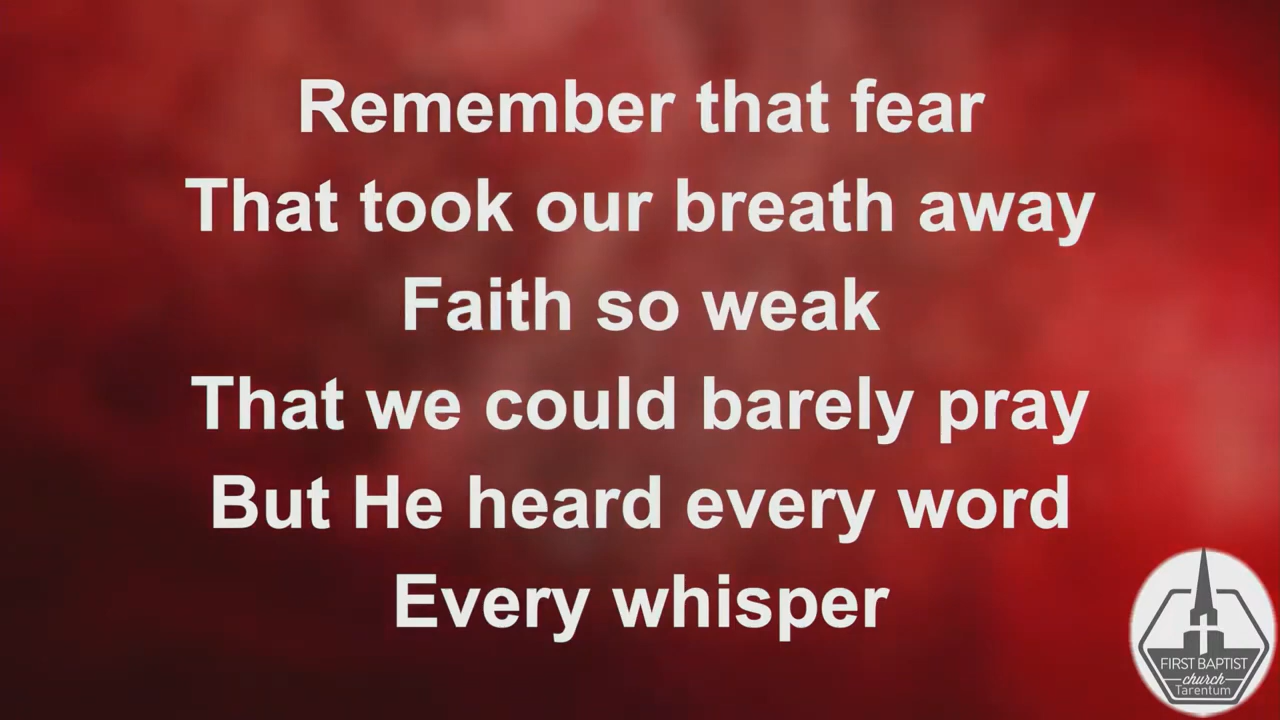 Remember that fear
That took our breath away
Faith so weak
That we could barely pray
But He heard every word
Every whisper
FIRST BAPTIST
church
Tarentum